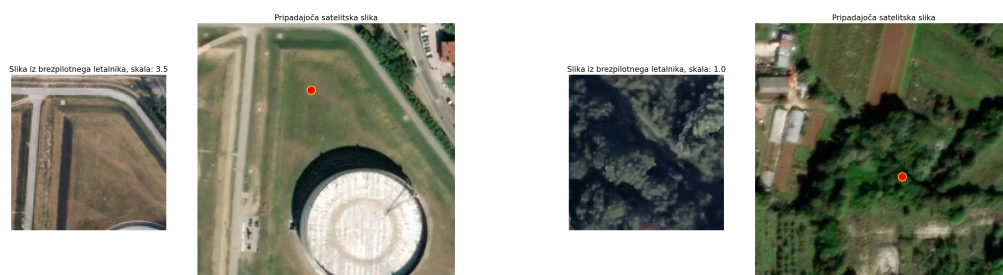 Pripadajoča satelitska slika
Slika iz brezpilotnega letalnika, skala: 3.5
Pripadajoča satelitska slika
Slika iz brezpilotnega letalnika, skala: 1.0